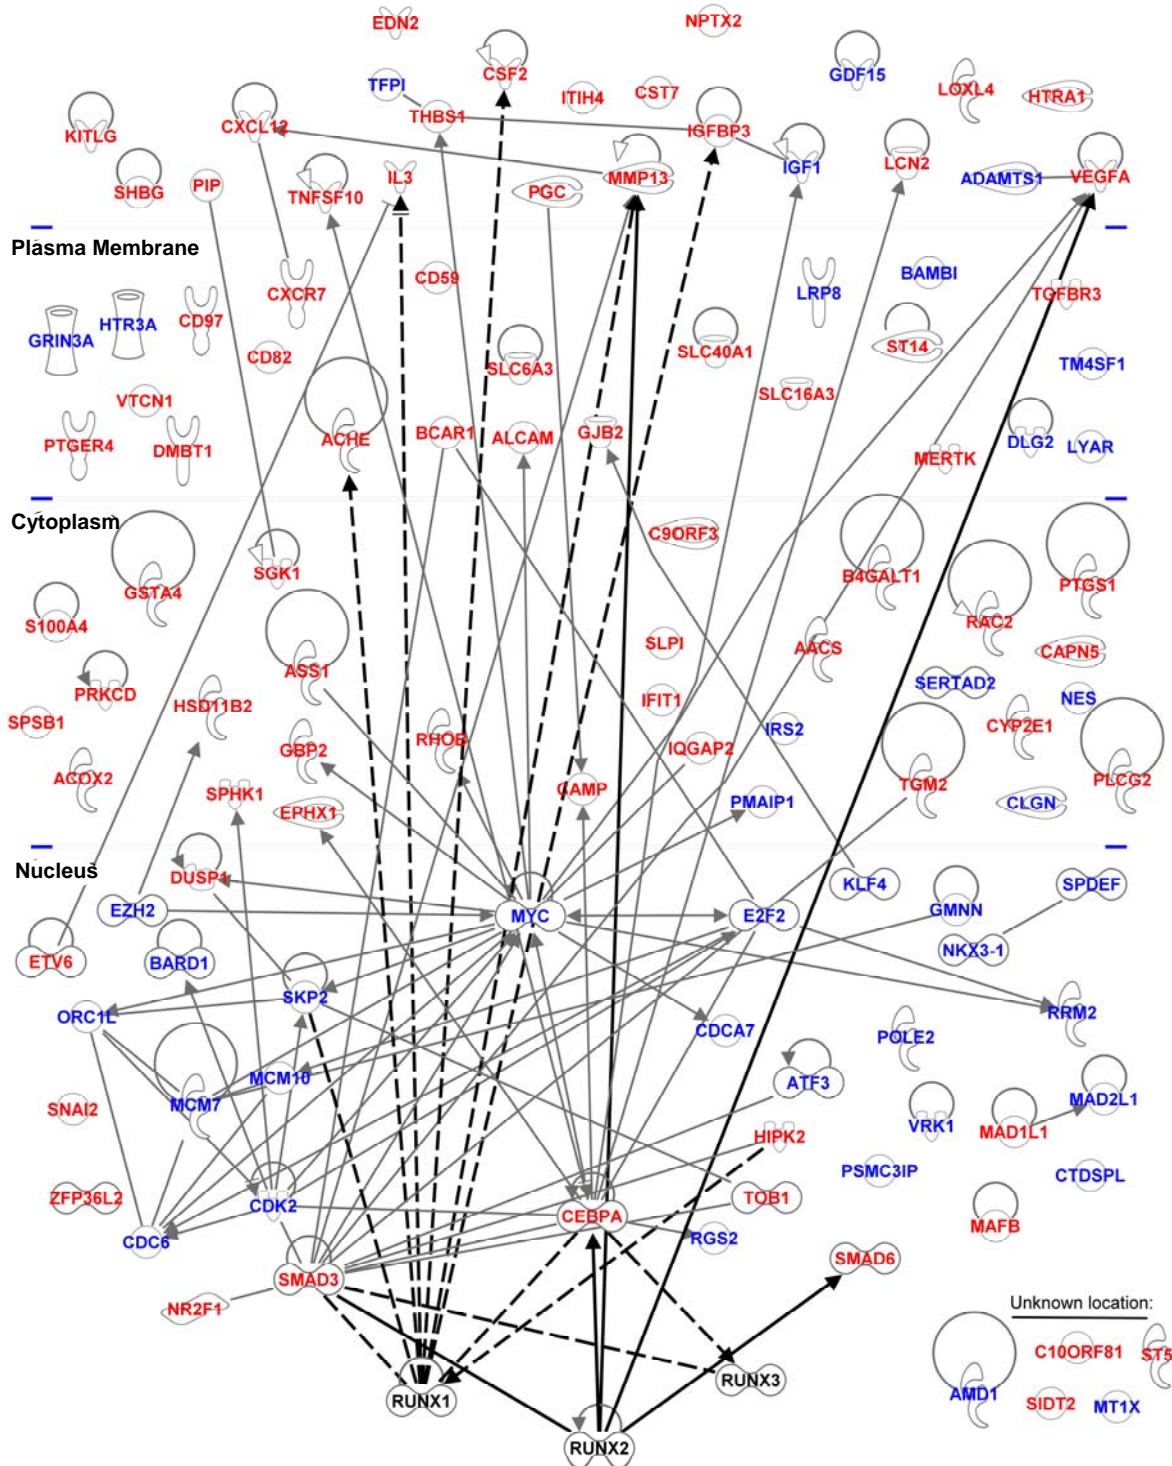 EDN2
NPTX2
CSF2
GDF15
TFPI
LOXL4
ITIH4
CST7
HTRA1
THBS1
KITLG
CXCL12
IGFBP3
IGF1
LCN2
SHBG
PIP
TNFSF10
IL3
PGC
MMP13
ADAMTS1
VEGFA
Plasma Membrane
CD59
BAMBI
CXCR7
LRP8
TGFBR3
HTR3A
CD97
GRIN3A
CD82
SLC6A3
SLC40A1
ST14
TM4SF1
SLC16A3
VTCN1
PTGER4
DMBT1
ACHE
BCAR1
ALCAM
GJB2
MERTK
DLG2
LYAR
Cytoplasm
C9ORF3
SGK1
B4GALT1
PTGS1
GSTA4
S100A4
RAC2
SLPI
AACS
CAPN5
ASS1
PRKCD
SERTAD2
HSD11B2
IFIT1
NES
SPSB1
IRS2
CYP2E1
GBP2
RHOB
IQGAP2
ACOX2
SPHK1
CAMP
TGM2
PLCG2
EPHX1
PMAIP1
CLGN
Nucleus
DUSP1
KLF4
SPDEF
EZH2
MYC
E2F2
GMNN
NKX3-1
ETV6
BARD1
SKP2
ORC1L
RRM2
CDCA7
POLE2
MCM10
ATF3
MCM7
MAD2L1
SNAI2
VRK1
MAD1L1
HIPK2
PSMC3IP
CTDSPL
ZFP36L2
CDK2
TOB1
CEBPA
MAFB
CDC6
RGS2
SMAD6
SMAD3
NR2F1
Unknown location:
C10ORF81
ST5
RUNX3
RUNX1
AMD1
SIDT2
MT1X
RUNX2